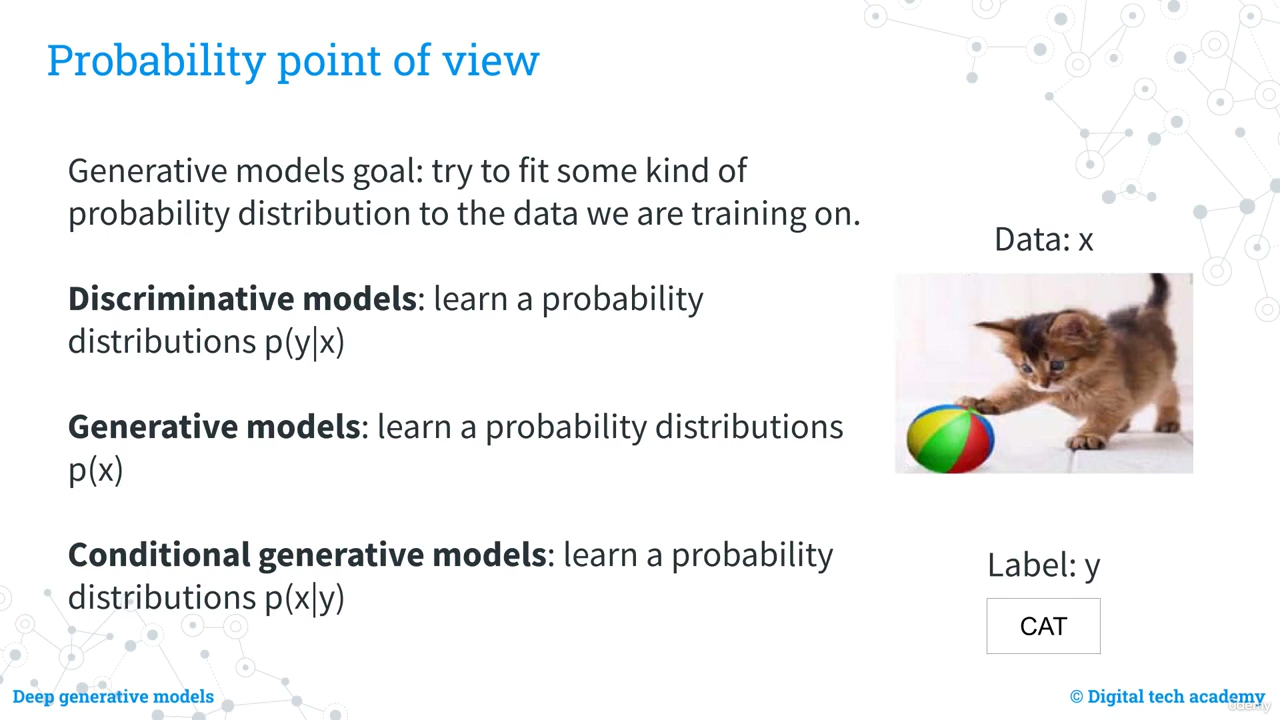 Probability point of view
Generative models goal: try to fit some kind of
probability distribution to the data we are training on.
Discriminative models: learn a probability
distributions p(y|x)
Generative models: learn a probability distributions
p(x)
Conditional generative models: learn a probability
distributions p(x|y)
Data: x
Label: y
CAT
Deep generative models
© Digital tech academy
udemy